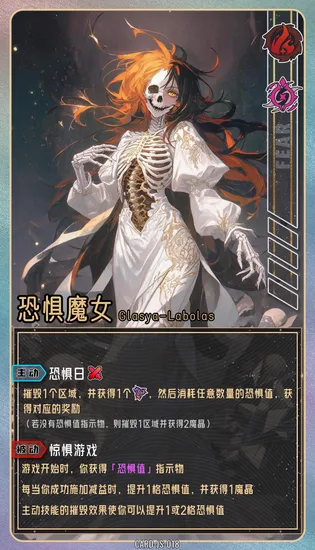 FEAR
恐惧魔女 Glasya-Labolas
主动 恐惧日
摧毁1个区域，并获得1个，然后消耗任意数量的恐惧值，获
得对应的奖励
（若没有恐惧值指示物，则摧毁1区域并获得2魔晶）
被动 惊惧游戏
游戏开始时，你获得「恐惧值」指示物
每当你成功施加减益时，提升1格恐惧值，并获得1魔晶
主动技能的摧毁效果使你可以提升1或2格恐惧值
CARD.JS-018